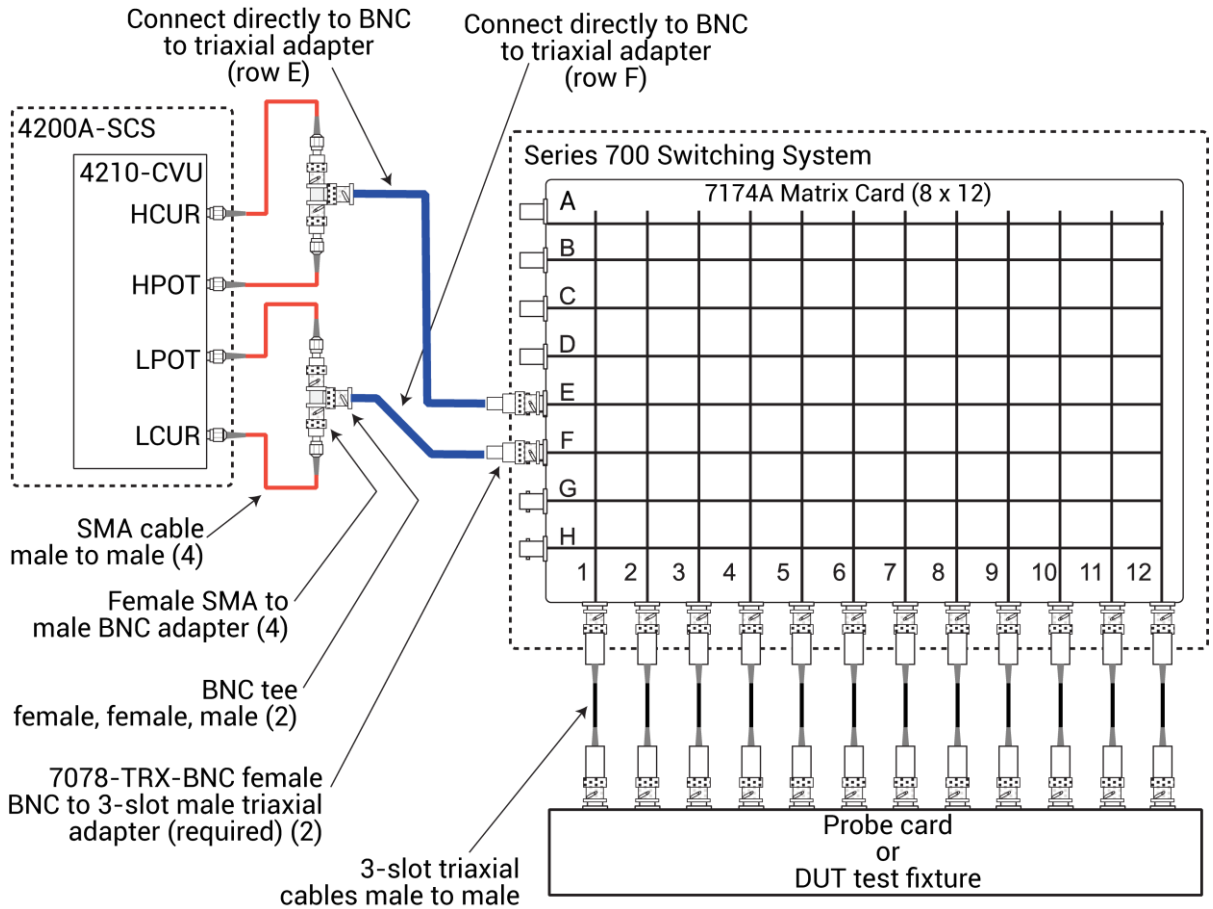 Connect directly to BNC
to triaxial adapter
(row E)
Connect directly to BNC
to triaxial adapter
(row F)
4200A-SCS
4210-CVU
HCUR
HPOT
LPOT
LCUR
Series 700 Switching System
7174A Matrix Card (8 x 12)
A
B
C
D
E
F
G
H
1 2 3 4 5 6 7 8 9 10 11 12
SMA cable
male to male (4)
Female SMA to
male BNC adapter (4)
BNC tee
female, female, male (2)
7078-TRX-BNC female
BNC to 3-slot male triaxial
adapter (required) (2)
3-slot triaxial
cables male to male
Probe card
or
DUT test fixture